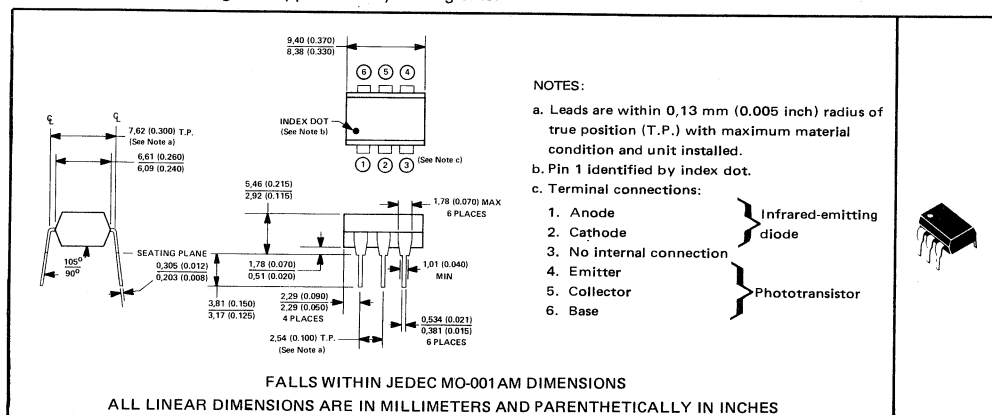 9,40 (0.370)
8,38 (0.330)
6 5 4
INDEX DOT
(See Note b)
1 2 3
(See Note c)
℄ ℄
7,62 (0.300) T.P.
(See Note a)
6,61 (0.260)
6,09 (0.240)
105°
90°
SEATING PLANE
0,305 (0.012)
0,203 (0.008)
5,46 (0.215)
2,92 (0.115)
1,78 (0.070) MAX
6 PLACES
1,78 (0.070)
0,51 (0.020)
1,01 (0.040)
MIN
3,81 (0.150)
3,17 (0.125)
2,29 (0.090)
2,29 (0.050)
4 PLACES
0,534 (0.021)
0,381 (0.015)
6 PLACES
2,54 (0.100) T.P.
(See Note a)
NOTES:
a. Leads are within 0,13 mm (0.005 inch) radius of
true position (T.P.) with maximum material
condition and unit installed.
b. Pin 1 identified by index dot.
c. Terminal connections:
1. Anode
2. Cathode
Infrared-emitting
diode
3. No internal connection
4. Emitter
5. Collector
6. Base
Phototransistor
FALLS WITHIN JEDEC MO-001AM DIMENSIONS
ALL LINEAR DIMENSIONS ARE IN MILLIMETERS AND PARENTHETICALLY IN INCHES